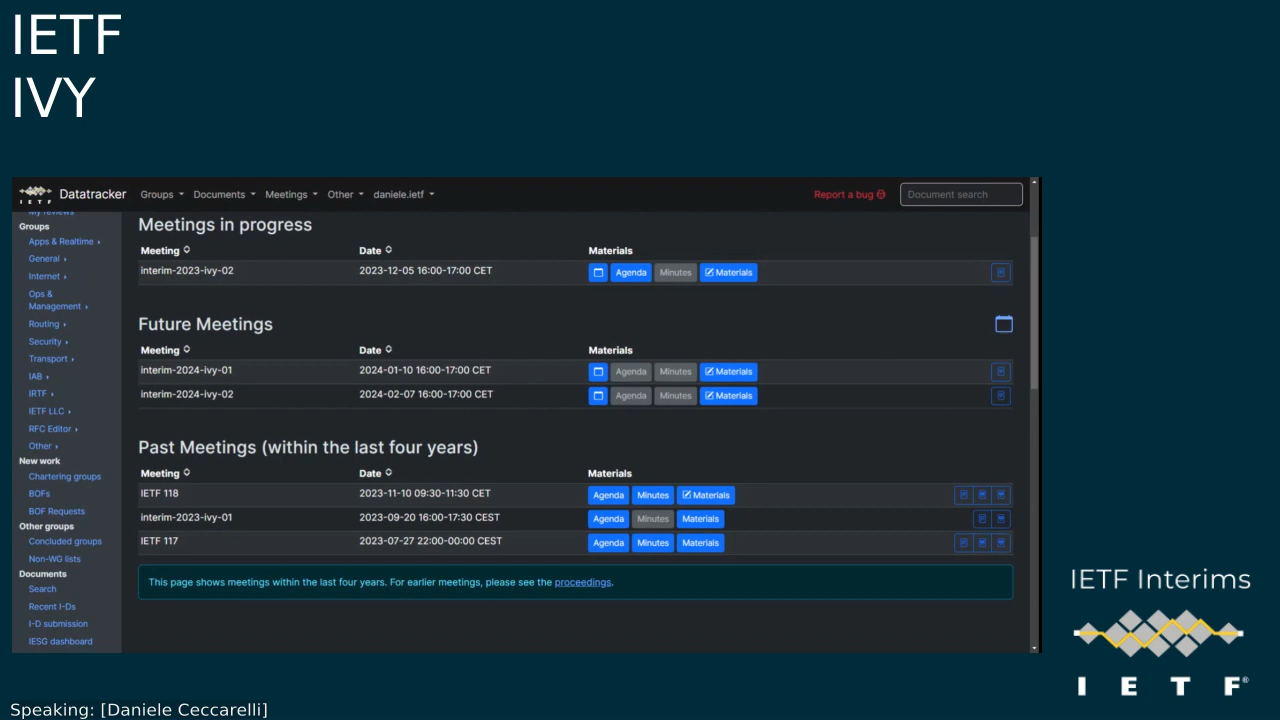 IETF
IVY
IETF Datatracker Groups Documents Meetings Other daniele.ietf Report a bug Document search
My reviews
Groups
Apps & Realtime
General
Internet
Ops &
Management
Routing
Security
Transport
IAB
IRTF
IETF LLC
RFC Editor
Other
New work
Chartering groups
BOFs
BOF Requests
Other groups
Concluded groups
Non-WG lists
Documents
Search
Recent I-Ds
I-D submission
IESG dashboard
Meetings in progress
Meeting Date Materials
interim-2023-ivy-02 2023-12-05 16:00-17:00 CET Agenda Minutes Materials
Future Meetings
Meeting Date Materials
interim-2024-ivy-01 2024-01-10 16:00-17:00 CET Agenda Minutes Materials
interim-2024-ivy-02 2024-02-07 16:00-17:00 CET Agenda Minutes Materials
Past Meetings (within the last four years)
Meeting Date Materials
IETF 118 2023-11-10 09:30-11:30 CET Agenda Minutes Materials
interim-2023-ivy-01 2023-09-20 16:00-17:30 CEST Agenda Minutes Materials
IETF 117 2023-07-27 22:00-00:00 CEST Agenda Minutes Materials
This page shows meetings within the last four years. For earlier meetings, please see the proceedings.
IETF Interims
I E T F®
Speaking: [Daniele Ceccarelli]